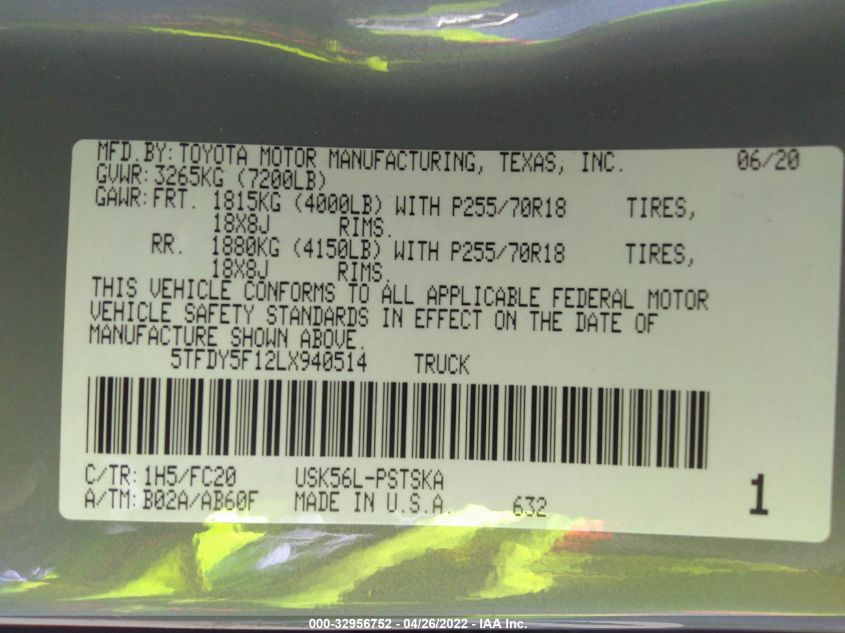 MFD.BY:TOYOTA MOTOR MANUFACTURING, TEXAS, INC. 06/20
GVWR:3265KG (7200LB)
GAWR:FRT. 1815KG (4000LB) WITH P255/70R18 TIRES,
18X8J RIMS.
RR. 1880KG (4150LB) WITH P255/70R18 TIRES,
18X8J RIMS.
THIS VEHICLE CONFORMS TO ALL APPLICABLE FEDERAL MOTOR
VEHICLE SAFETY STANDARDS IN EFFECT ON THE DATE OF
MANUFACTURE SHOWN ABOVE.
5TFDY5F12LX940514 TRUCK
C/TR:1H5/FC20 USK56L-PSTSKA
A/TM:B02A/AB60F MADE IN U.S.A. 632 1
000-32956752 - 04/26/2022 - IAA Inc.